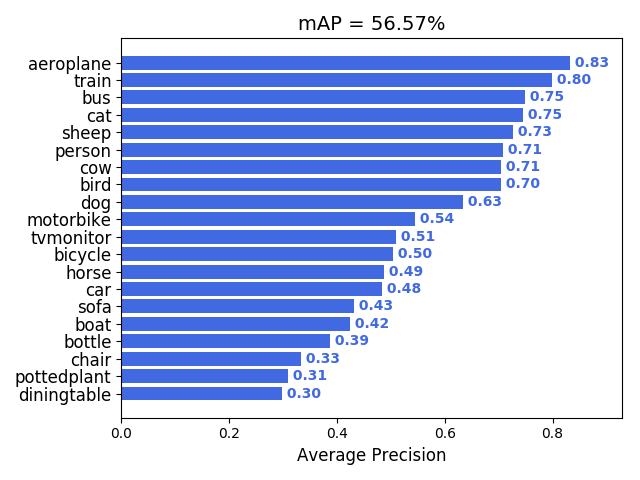 mAP = 56.57%
aeroplane 0.83
train 0.80
bus 0.75
cat 0.75
sheep 0.73
person 0.71
cow 0.71
bird 0.70
dog 0.63
motorbike 0.54
tvmonitor 0.51
bicycle 0.50
horse 0.49
car 0.48
sofa 0.43
boat 0.42
bottle 0.39
chair 0.33
pottedplant 0.31
diningtable 0.30
0.0 0.2 0.4 0.6 0.8
Average Precision